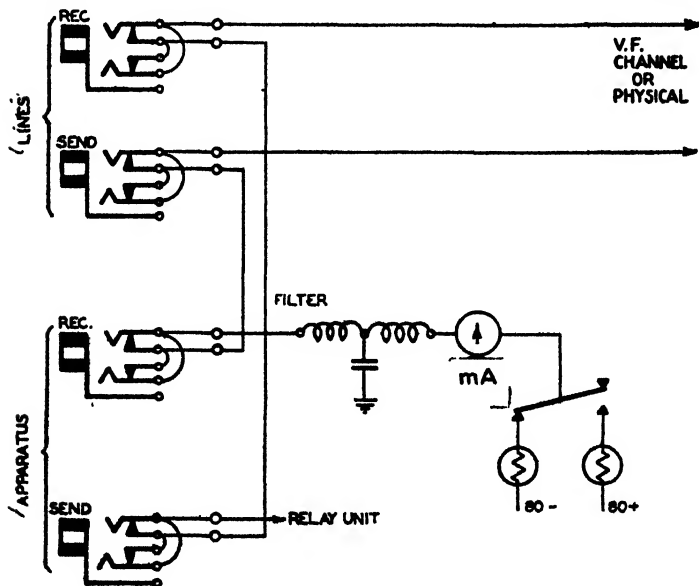 REC.
LINES
V.F.
CHANNEL
OR
PHYSICAL
SEND
REC.
FILTER
mA
APPARATUS
80 -
80+
SEND
RELAY UNIT